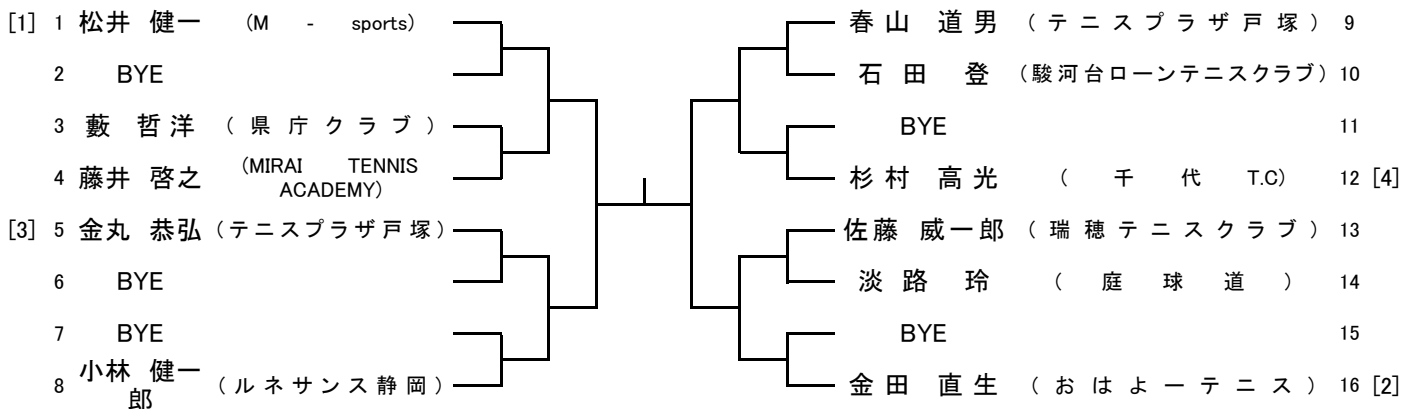 [1] 1 松井 健一 (M - sports)
2 BYE
3 藪 哲洋 (県庁クラブ)
4 藤井 啓之 (MIRAI TENNIS
ACADEMY)
[3] 5 金丸 恭弘 (テニスプラザ戸塚)
6 BYE
7 BYE
8 小林 健一
郎 (ルネサンス静岡)
春山 道男 (テニスプラザ戸塚) 9
石田 登 (駿河台ローンテニスクラブ) 10
BYE 11
杉村 高光 (千代T.C) 12 [4]
佐藤 威一郎 (瑞穂テニスクラブ) 13
淡路 玲 (庭球道) 14
BYE 15
金田 直生 (おはよーテニス) 16 [2]